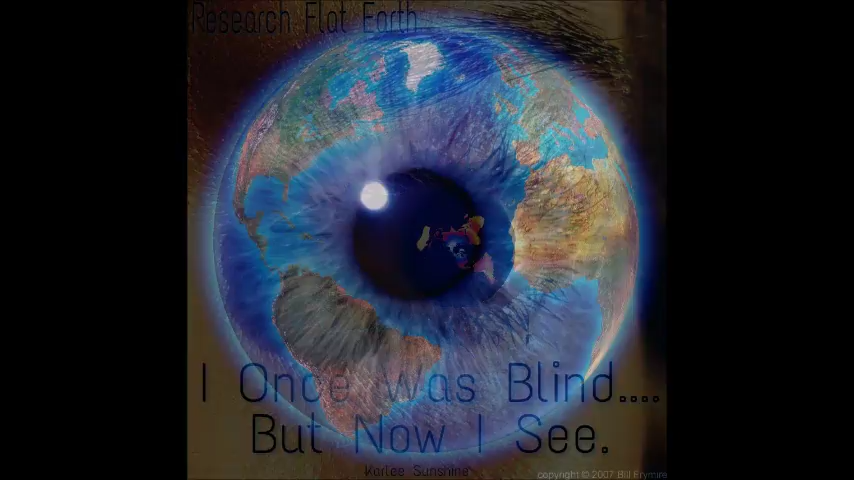 Research Flat Earth
I Once Was Blind....
But Now I See.
Karlee Sunshine
copyright © 2007 Bill Frymire